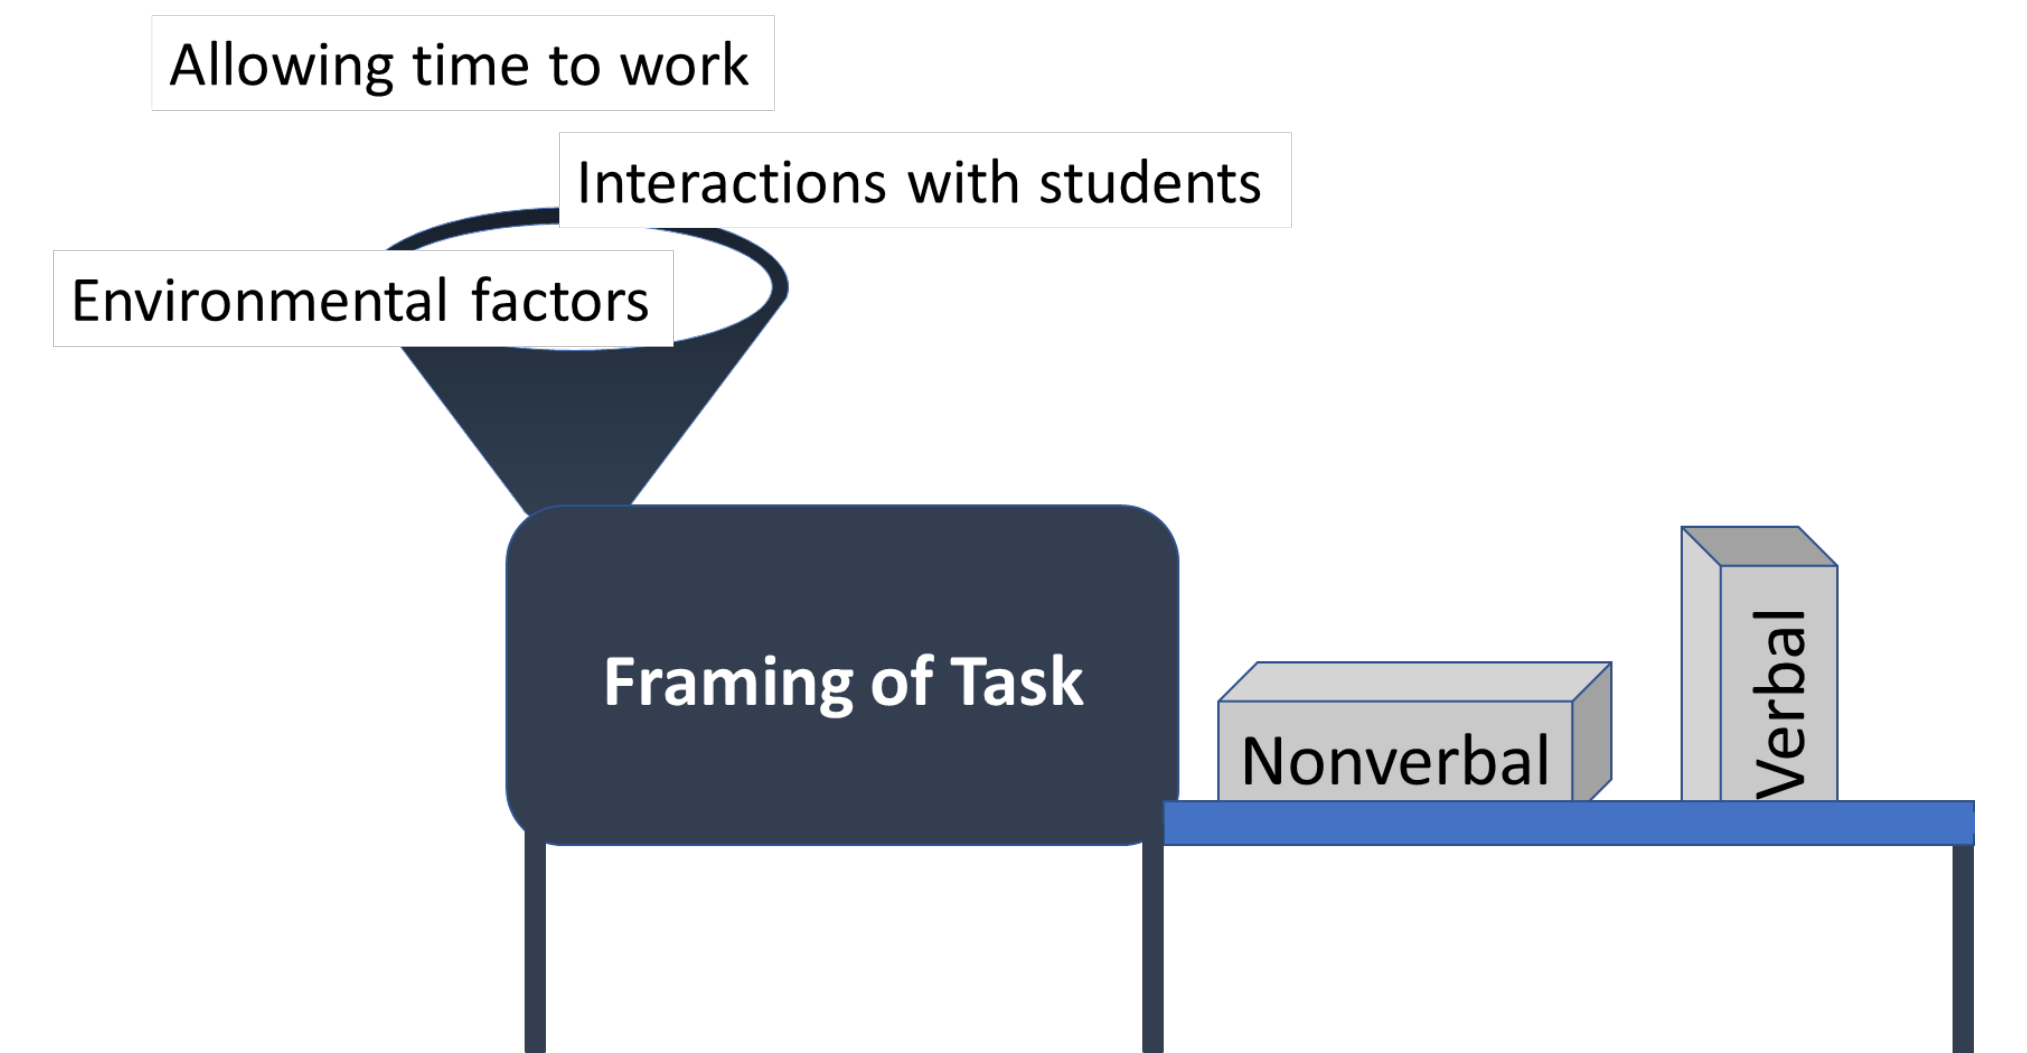 Allowing time to work
Interactions with students
Environmental factors
Framing of Task
Nonverbal
Verbal